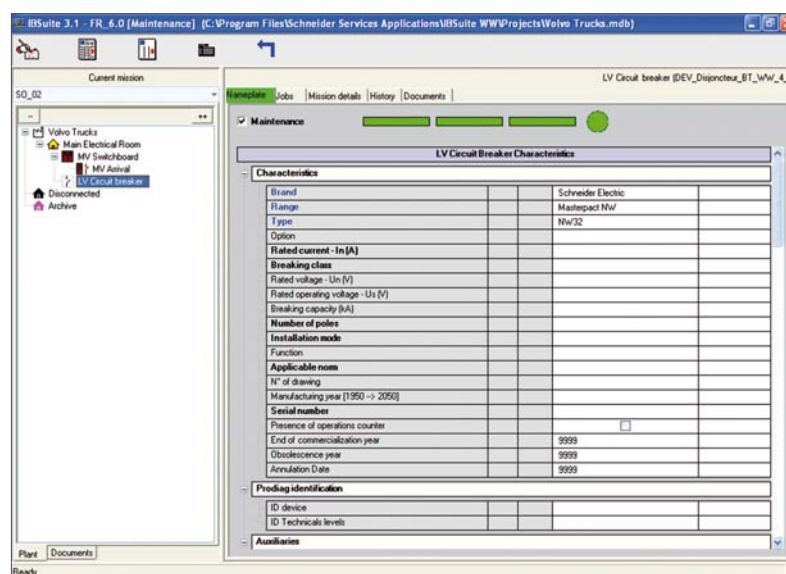 IBSuite 3.1 - FR_6.0 [Maintenance] (C:\Program Files\Schneider Services Applications\IBSuite WW\Projects\Volvo Trucks.mdb)
Current mission
LV Circuit breaker (DEV_Disjoncteur_BT_WW_4_
SO_02
Nameplate Jobs Mission details History Documents
- ++
Maintenance
Volvo Trucks
Main Electrical Room
MV Switchboard
MV Arrival
LV Circuit breaker
Disconnected
Archive
LV Circuit Breaker Characteristics
Characteristics
Brand Schneider Electric
Range Masterpact NW
Type NW32
Option
Rated current - In (A)
Breaking class
Rated voltage - Un (V)
Rated operating voltage - Us (V)
Breaking capacity (kA)
Number of poles
Installation mode
Function
Applicable norm
N° of drawing
Manufacturing year [1950 --> 2050]
Serial number
Presence of operations counter
End of commercialization year 9999
Obsolescence year 9999
Annulation Date 9999
Prodiag identification
ID device
ID Technicals levels
Auxiliaries
Plant Documents
Ready